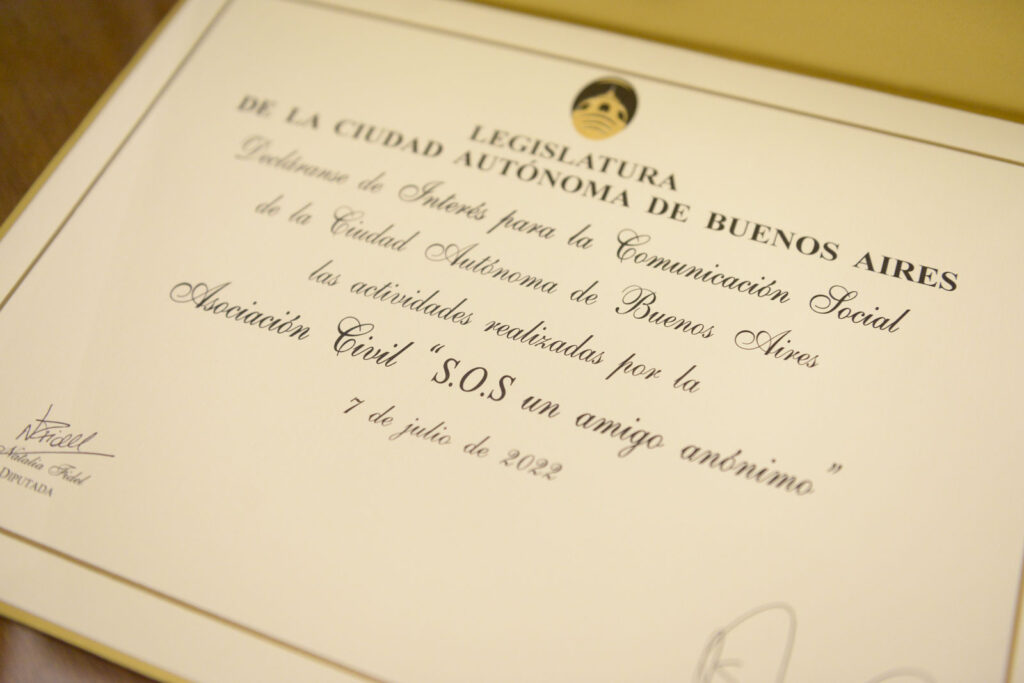 LEGISLATURA
DE LA CIUDAD AUTÓNOMA DE BUENOS AIRES
Decláranse de Interés para la Comunicación Social
de la Ciudad Autónoma de Buenos Aires
las actividades realizadas por la
Asociación Civil “S.O.S un amigo anónimo”
7 de julio de 2022
NFidel
Natalia Fidel
DIPUTADA